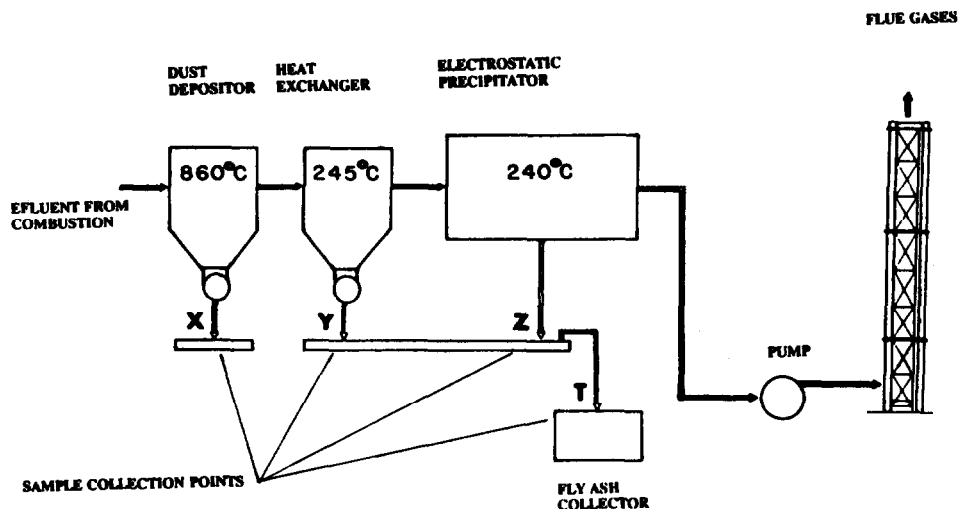 FLUE GASES
DUST
DEPOSITOR
HEAT
EXCHANGER
ELECTROSTATIC
PRECIPITATOR
860°C
245°C
240°C
EFLUENT FROM
COMBUSTION
X
Y
Z
PUMP
T
SAMPLE COLLECTION POINTS
FLY ASH
COLLECTOR